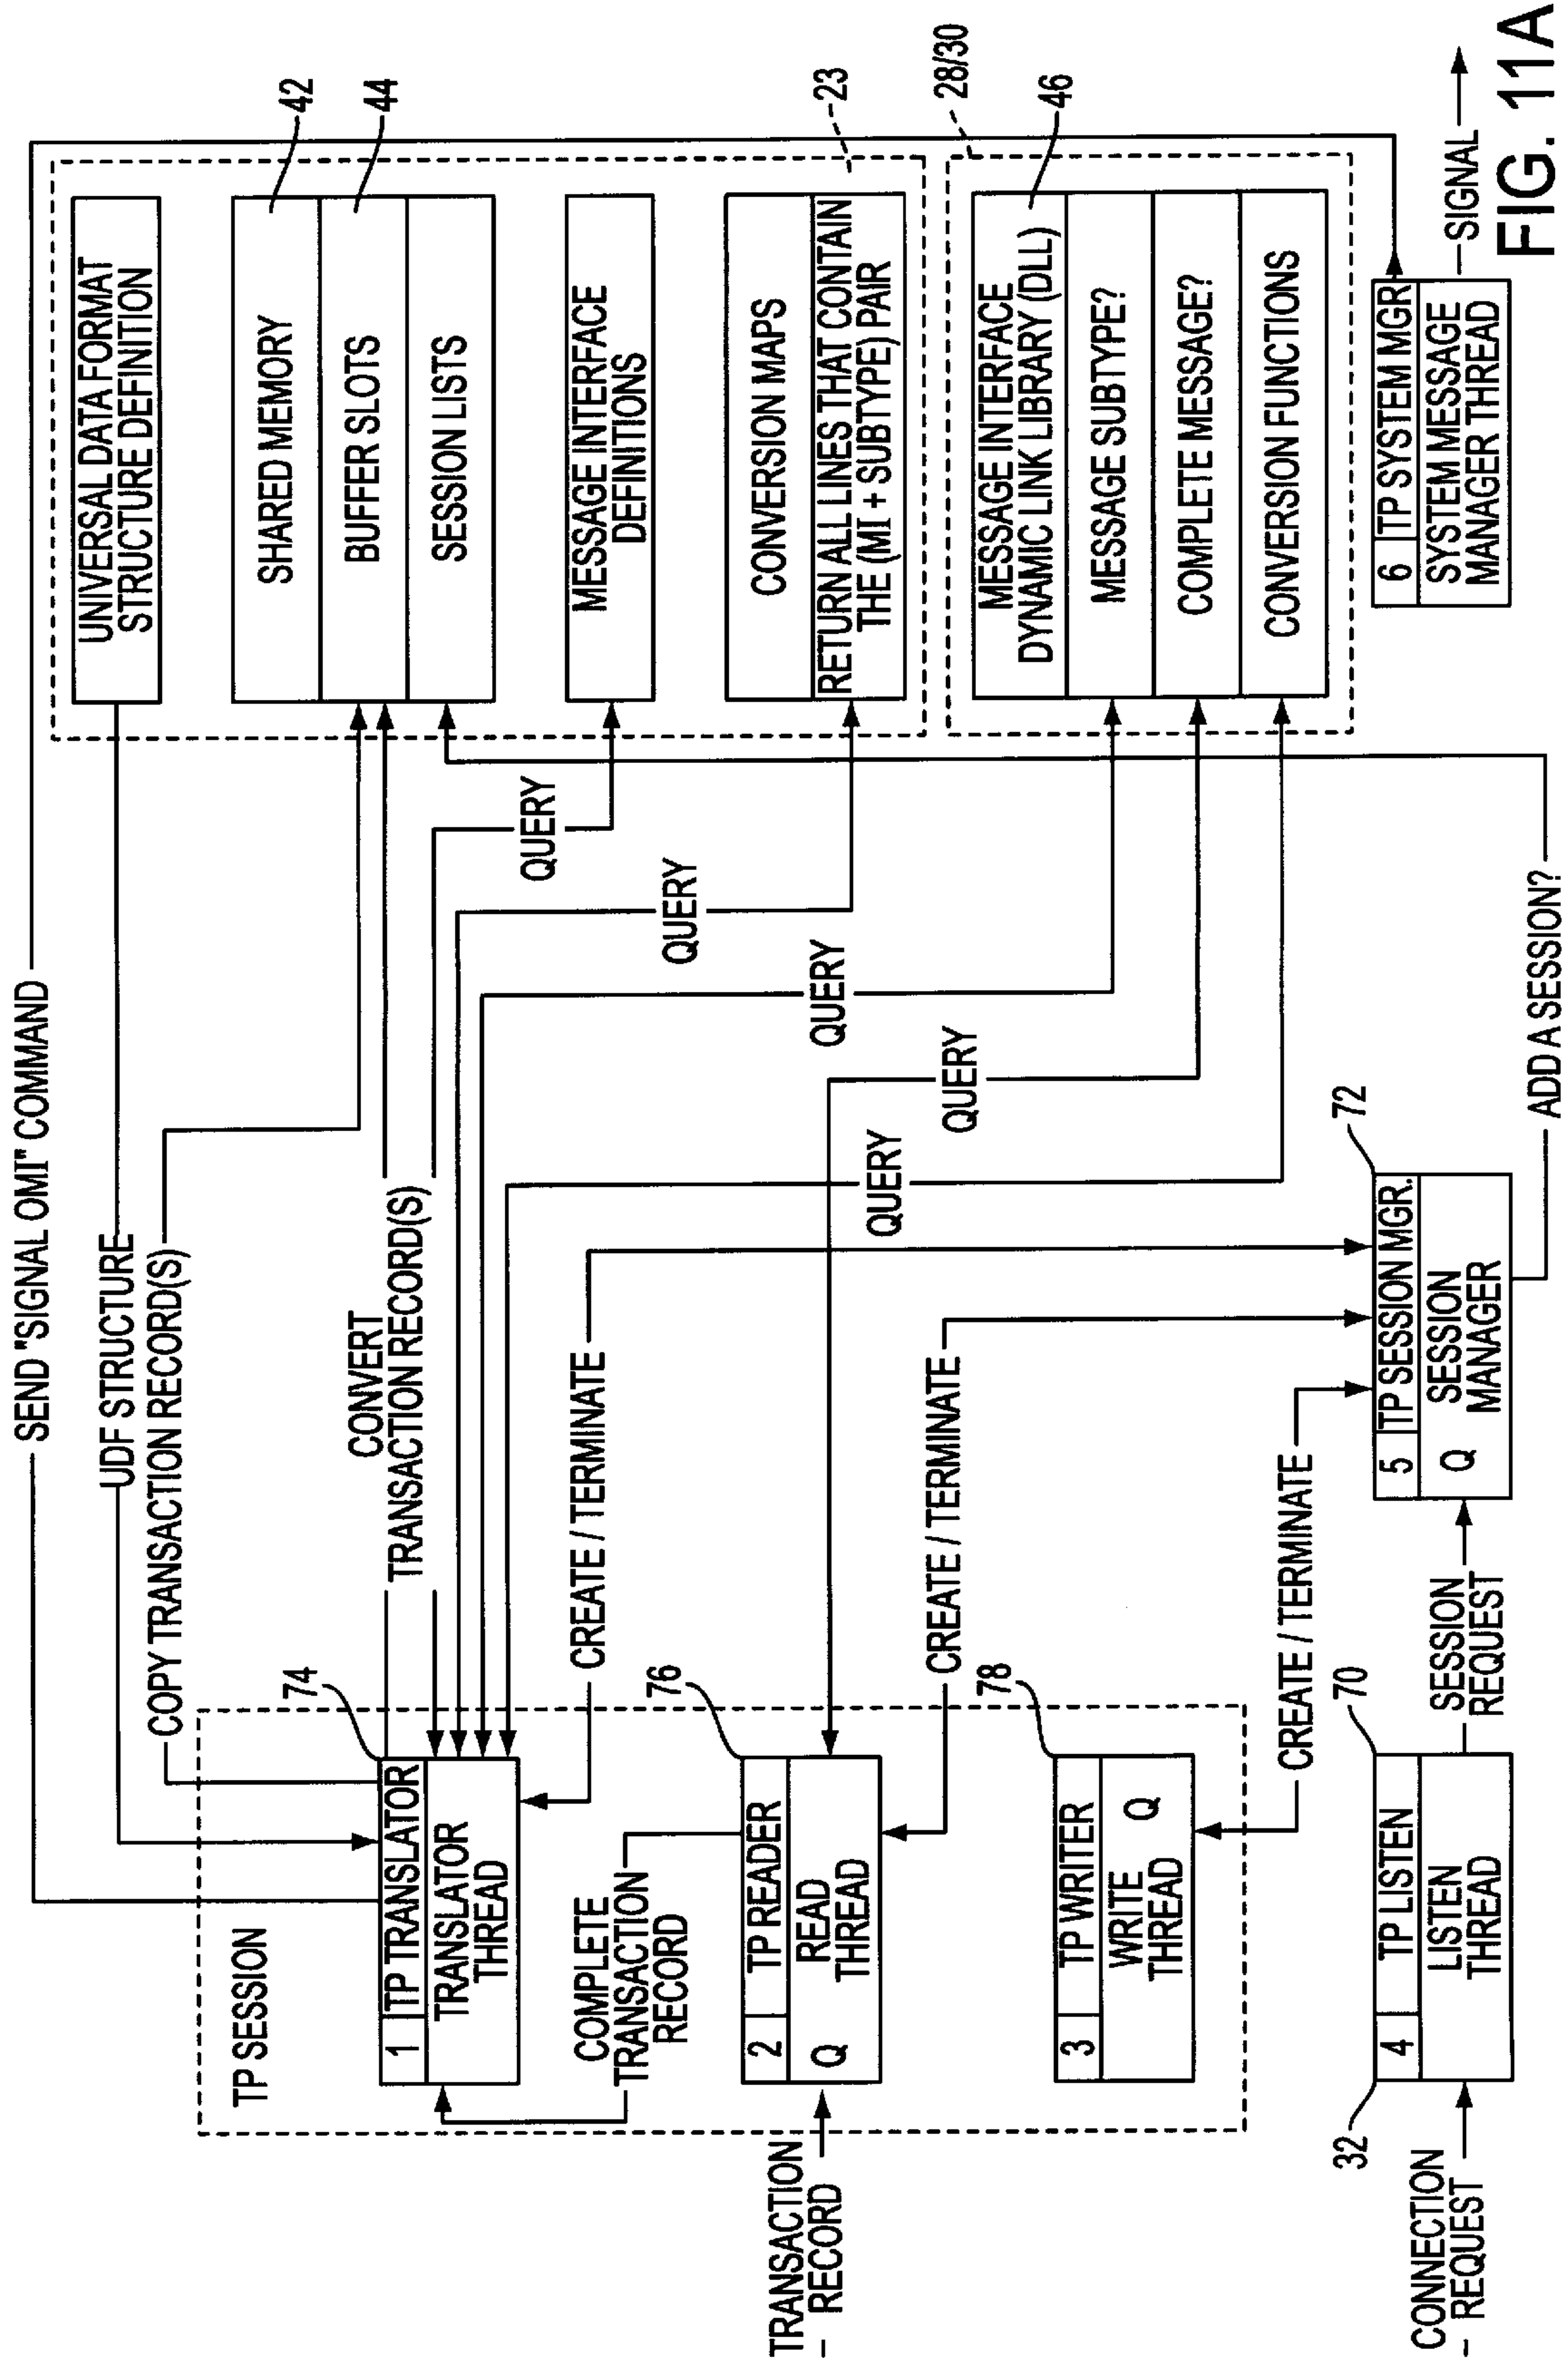 SEND "SIGNAL OMI" COMMAND
UDF STRUCTURE
COPY TRANSACTION RECORD(S)
CONVERT
TRANSACTION RECORD(S)
UNIVERSAL DATA FORMAT
STRUCTURE DEFINITION
SHARED MEMORY
42
BUFFER SLOTS
44
SESSION LISTS
MESSAGE INTERFACE
DEFINITIONS
CONVERSION MAPS
RETURN ALL LINES THAT CONTAIN
THE (MI + SUBTYPE) PAIR
23
28/30
MESSAGE INTERFACE
DYNAMIC LINK LIBRARY (DLL)
46
MESSAGE SUBTYPE?
COMPLETE MESSAGE?
CONVERSION FUNCTIONS
6
TP SYSTEM MGR
SYSTEM MESSAGE
MANAGER THREAD
SIGNAL
QUERY
QUERY
QUERY
QUERY
QUERY
TP SESSION
74
1
TP TRANSLATOR
TRANSLATOR
THREAD
COMPLETE
TRANSACTION
RECORD
CREATE / TERMINATE
76
2
TP READER
Q
READ
THREAD
TRANSACTION
RECORD
CREATE / TERMINATE
78
3
TP WRITER
WRITE
THREAD
Q
CREATE / TERMINATE
32
70
4
TP LISTEN
LISTEN
THREAD
CONNECTION
REQUEST
SESSION
REQUEST
72
5
TP SESSION MGR.
Q
SESSION
MANAGER
ADD A SESSION?
FIG. 11A